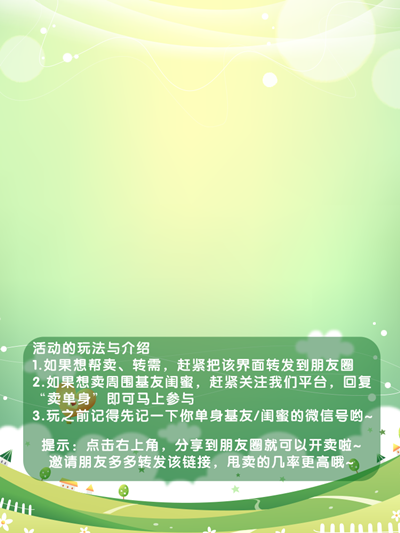 活动的玩法与介绍
1.如果想帮卖、转需，赶紧把该界面转发到朋友圈
2.如果想卖周围基友闺蜜，赶紧关注我们平台，回复
“卖单身”即可马上参与
3.玩之前记得先记一下你单身基友/闺蜜的微信号哟~
提示：点击右上角，分享到朋友圈就可以开卖啦~
邀请朋友多多转发该链接，甩卖的几率更高哦~